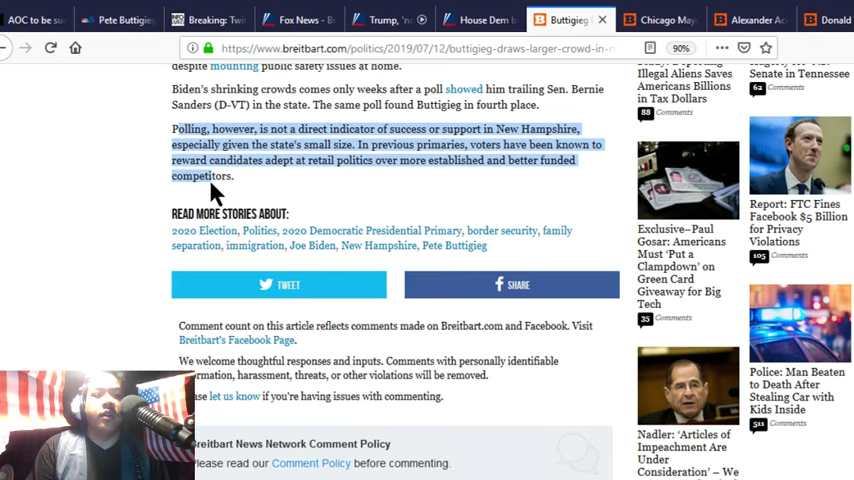 AOC to be su
Pete Buttigieg
Breaking: Twit
Fox News - B
Trump, 'no
House Dem b
Buttigieg
Chicago May
Alexander Ac
Donald
https://www.breitbart.com/politics/2019/07/12/buttigieg-draws-larger-crowd-in-n
90%
despite mounting public safety issues at home.
Biden's shrinking crowds comes only weeks after a poll showed him trailing Sen. Bernie
Sanders (D-VT) in the state. The same poll found Buttigieg in fourth place.
Polling, however, is not a direct indicator of success or support in New Hampshire,
especially given the state's small size. In previous primaries, voters have been known to
reward candidates adept at retail politics over more established and better funded
competitors.
READ MORE STORIES ABOUT:
2020 Election, Politics, 2020 Democratic Presidential Primary, border security, family
separation, immigration, Joe Biden, New Hampshire, Pete Buttigieg
TWEET
SHARE
Comment count on this article reflects comments made on Breitbart.com and Facebook. Visit
Breitbart's Facebook Page.
We welcome thoughtful responses and inputs. Comments with personally identifiable
ormation, harassment, threats, or other violations will be removed.
ase let us know if you're having issues with commenting.
Breitbart News Network Comment Policy
Please read our Comment Policy before commenting.
Illegal Aliens Saves
Americans Billions
in Tax Dollars
88 Comments
Exclusive–Paul
Gosar: Americans
Must 'Put a
Clampdown' on
Green Card
Giveaway for Big
Tech
35 Comments
Nadler: 'Articles of
Impeachment Are
Under
Consideration' – We
Senate in Tennessee
62 Comments
Report: FTC Fines
Facebook $5 Billion
for Privacy
Violations
105 Comments
Police: Man Beaten
to Death After
Stealing Car with
Kids Inside
511 Comments